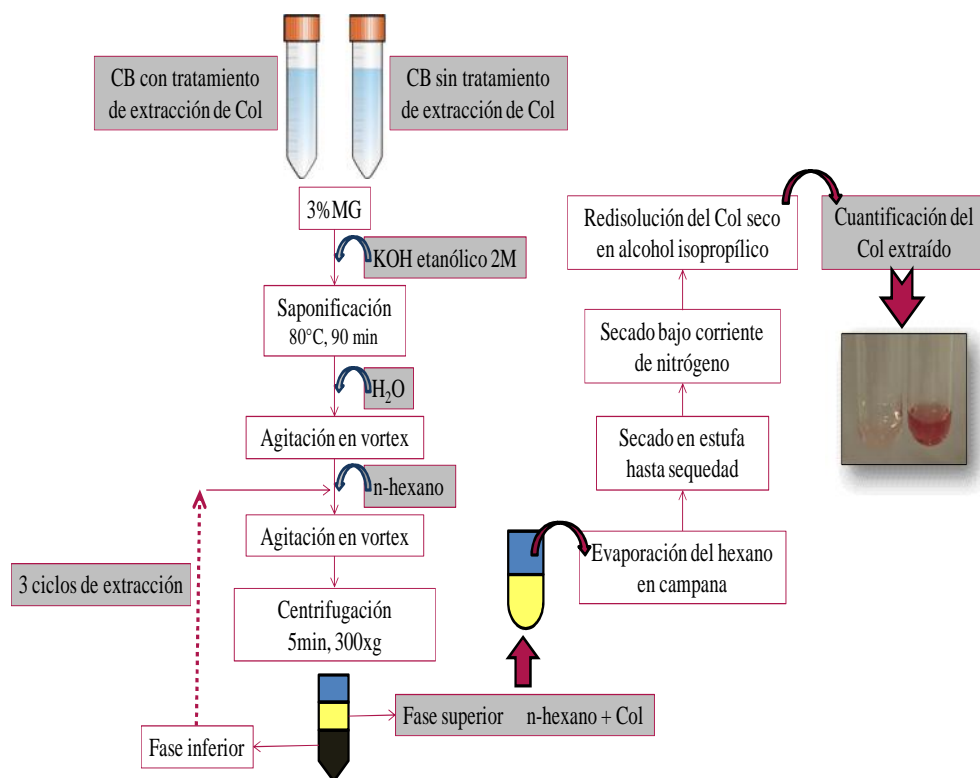 CB con tratamiento
de extracción de Col
CB sin tratamiento
de extracción de Col
3%MG
KOH etanólico 2M
Saponificación
80°C, 90 min
H₂O
Agitación en vortex
n-hexano
Agitación en vortex
3 ciclos de extracción
Centrifugación
5min, 300xg
Fase inferior
Fase superior n-hexano + Col
Evaporación del hexano
en campana
Secado en estufa
hasta sequedad
Secado bajo corriente
de nitrógeno
Redisolución del Col seco
en alcohol isopropílico
Cuantificación del
Col extraído